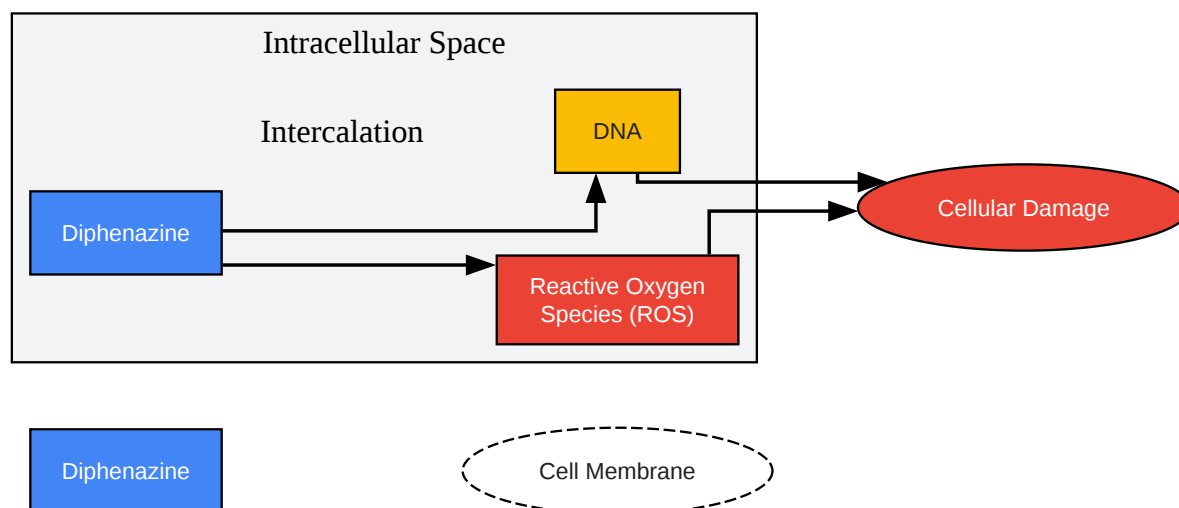 Intracellular Space
Intercalation
DNA
Diphenazine
Cellular Damage
Reactive Oxygen
Species (ROS)
Diphenazine
Cell Membrane